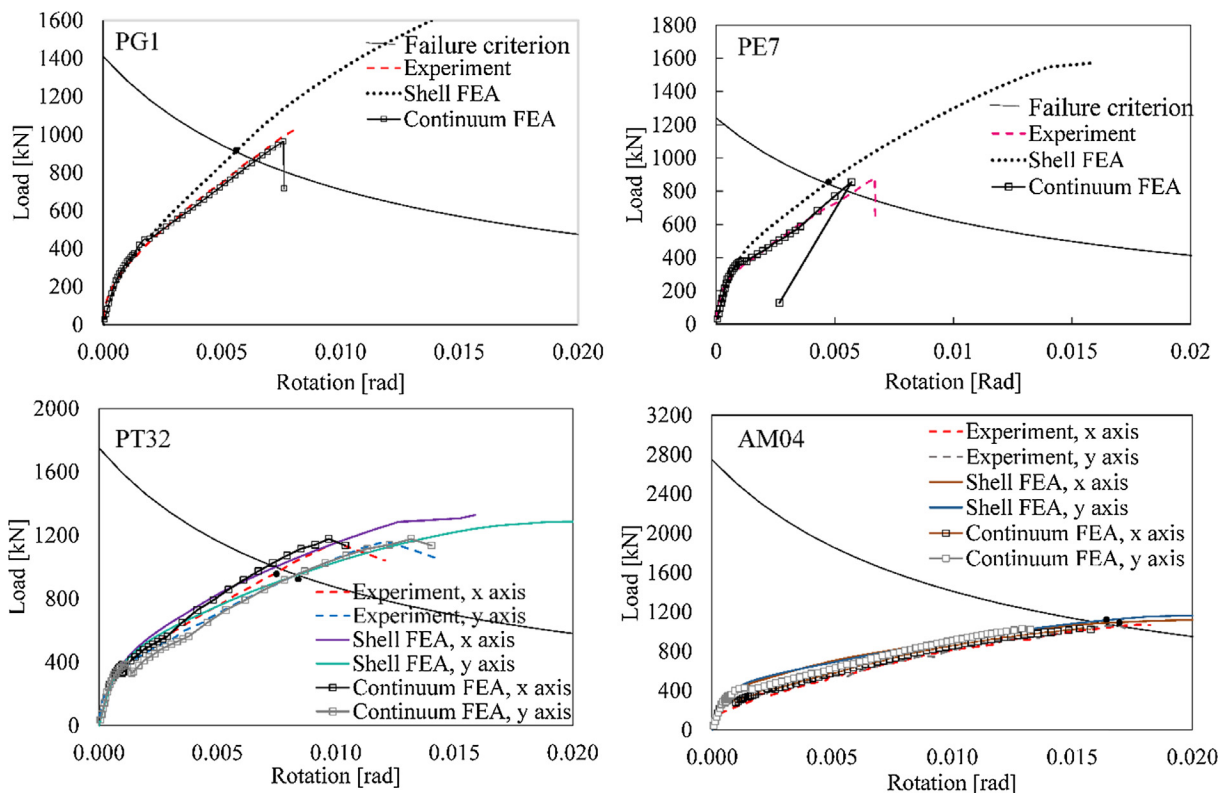 PG1
Load [kN]
1600
1400
1200
1000
800
600
400
200
0
0.000 0.005 0.010 0.015 0.020
Rotation [rad]
Failure criterion
Experiment
Shell FEA
Continuum FEA
PE7
Load [kN]
1800
1600
1400
1200
1000
800
600
400
200
0
0 0.005 0.01 0.015 0.02
Rotation [Rad]
Failure criterion
Experiment
Shell FEA
Continuum FEA
PT32
Load [kN]
2000
1600
1200
800
400
0
0.000 0.005 0.010 0.015 0.020
Rotation [rad]
Experiment, x axis
Experiment, y axis
Shell FEA, x axis
Shell FEA, y axis
Continuum FEA, x axis
Continuum FEA, y axis
AM04
Load [kN]
3200
2800
2400
2000
1600
1200
800
400
0
0.000 0.005 0.010 0.015 0.020
Rotation [rad]
Experiment, x axis
Experiment, y axis
Shell FEA, x axis
Shell FEA, y axis
Continuum FEA, x axis
Continuum FEA, y axis